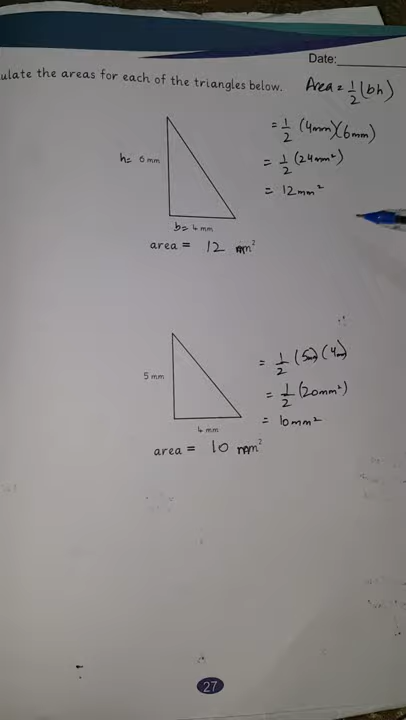 Date:
ulate the areas for each of the triangles below.
Area = 1/2 (bh)
= 1/2 (4mm)(6mm)
= 1/2 (24mm²)
= 12mm²
h= 6 mm
b= 4 mm
area = 12 mm²
5 mm
4 mm
= 1/2 (5m) (4m)
= 1/2 (20mm²)
= 10mm²
area = 10 mm²
27